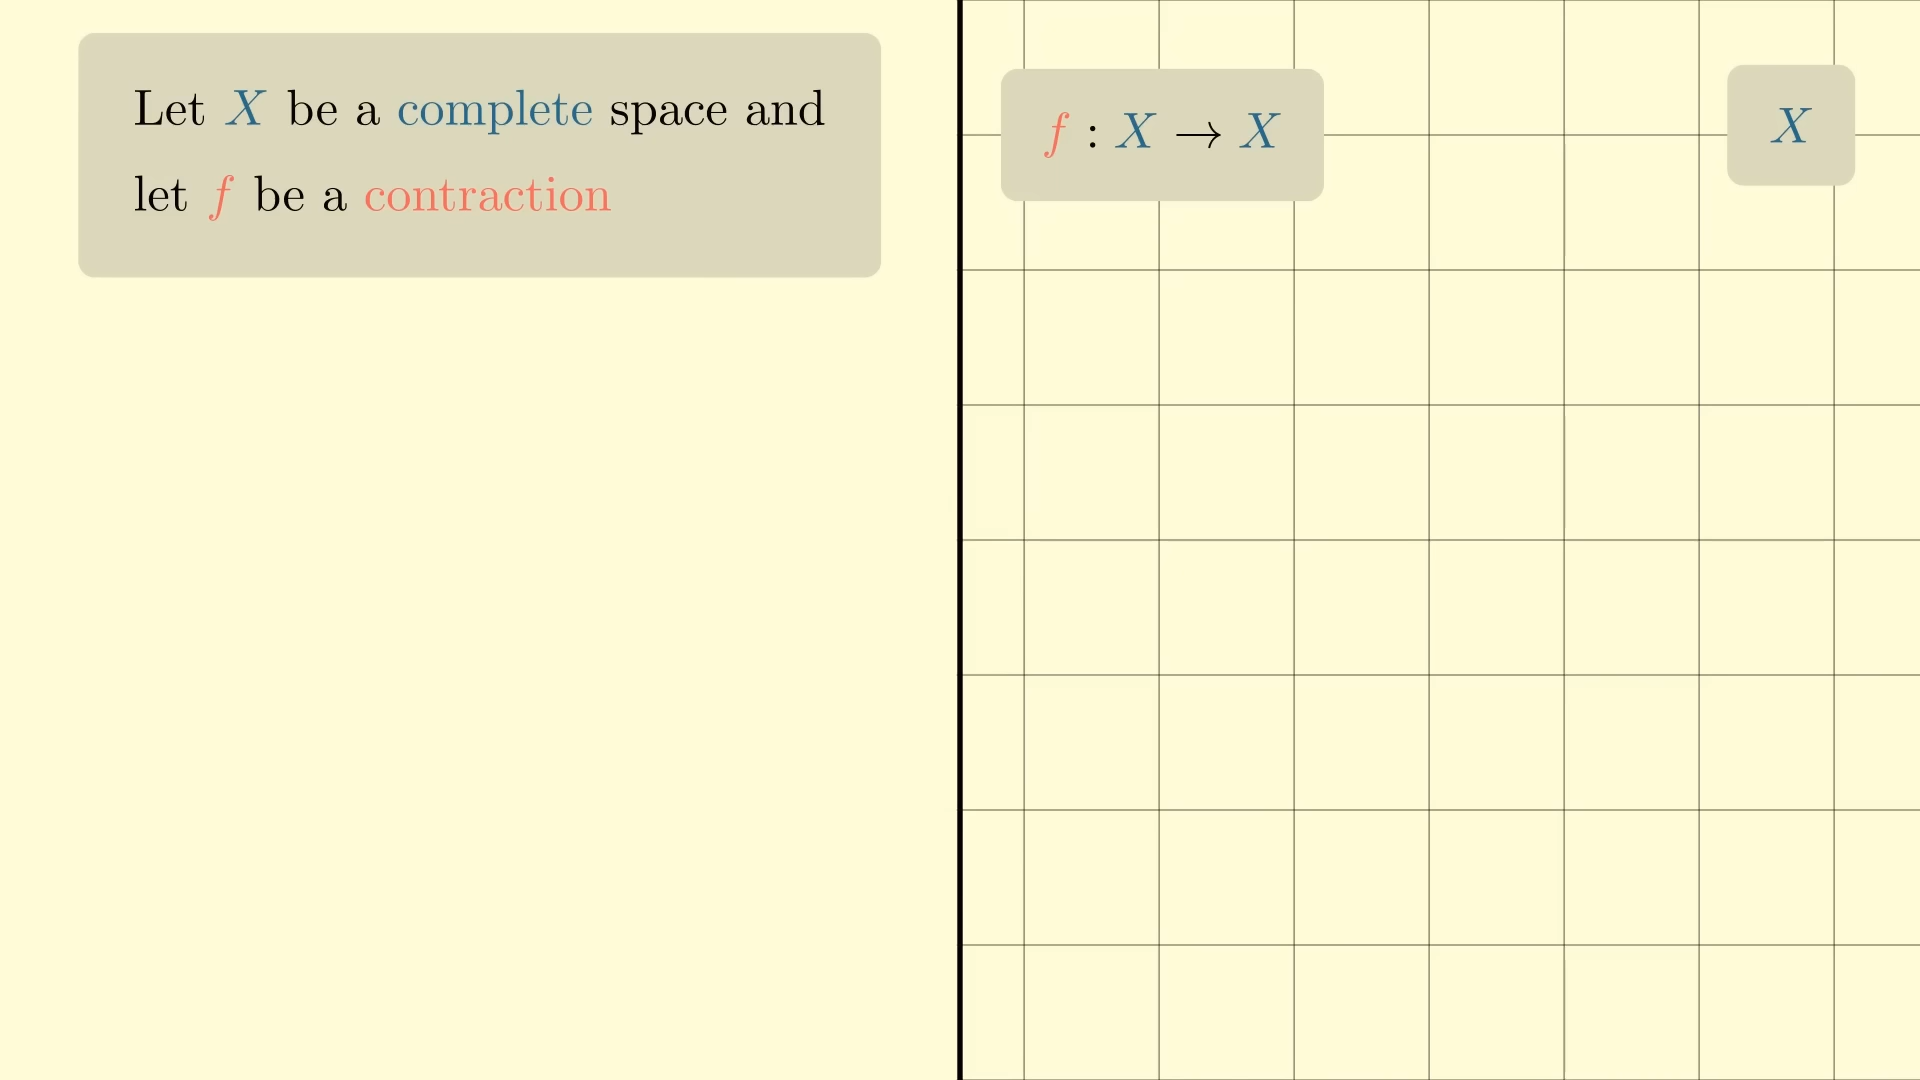 Let X be a complete space and
let f be a contraction
f : X → X
X